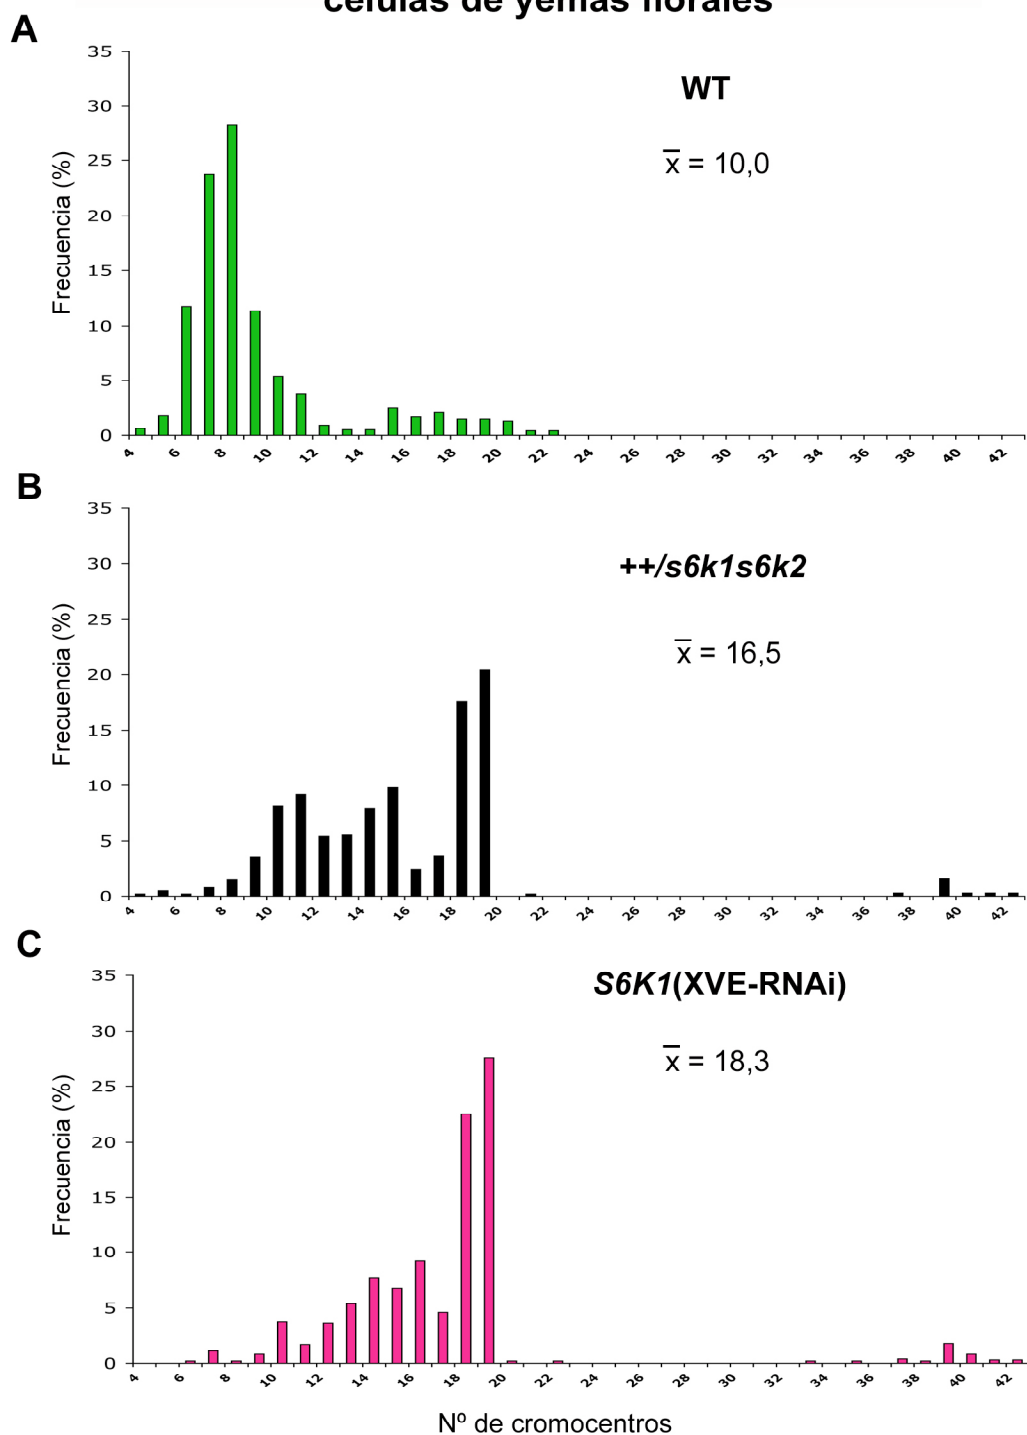 células de yemas florales
A
35
30
25
20
15
10
5
0
Frecuencia (%)
WT
x̅ = 10,0
4 6 8 10 12 14 16 18 20 22 24 26 28 30 32 34 36 38 40 42
B
35
30
25
20
15
10
5
0
Frecuencia (%)
++/s6k1s6k2
x̅ = 16,5
4 6 8 10 12 14 16 18 20 22 24 26 28 30 32 34 36 38 40 42
C
35
30
25
20
15
10
5
0
Frecuencia (%)
S6K1(XVE-RNAi)
x̅ = 18,3
4 6 8 10 12 14 16 18 20 22 24 26 28 30 32 34 36 38 40 42
Nº de cromocentros